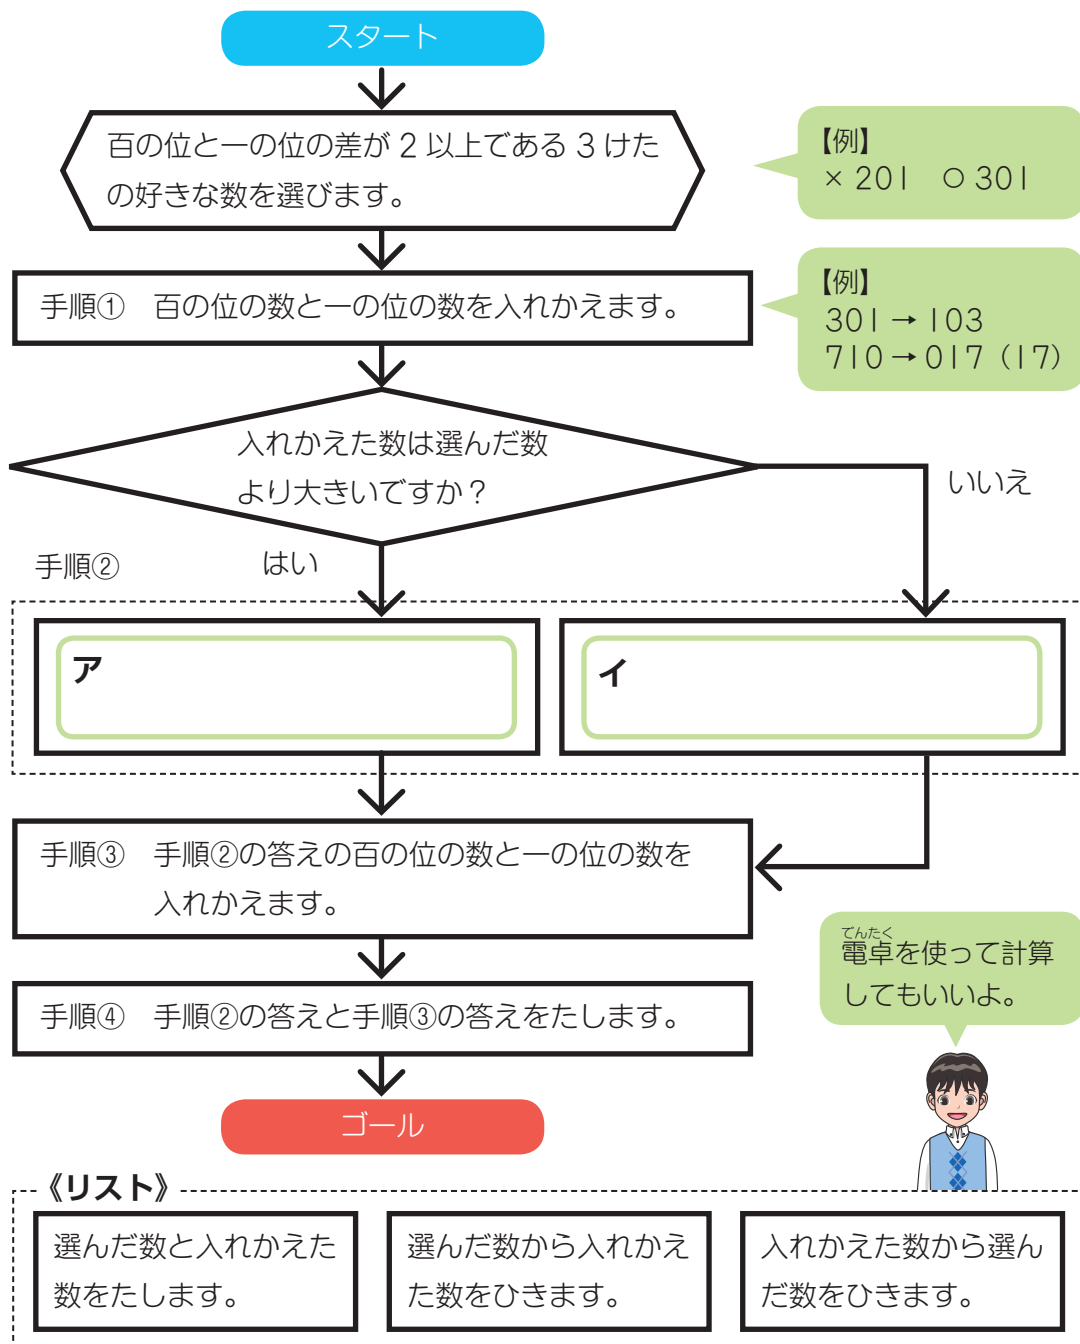 スタート
百の位と一の位の差が 2 以上である 3 けた
の好きな数を選びます。
【例】
× 201 ○ 301
手順① 百の位の数と一の位の数を入れかえます。
【例】
301 → 103
710 → 017（17）
入れかえた数は選んだ数
より大きいですか？
いいえ
手順②
はい
ア
イ
手順③ 手順②の答えの百の位の数と一の位の数を
入れかえます。
手順④ 手順②の答えと手順③の答えをたします。
でんたく
電卓を使って計算
してもいいよ。
ゴール
《リスト》
選んだ数と入れかえた
数をたします。
選んだ数から入れかえ
た数をひきます。
入れかえた数から選ん
だ数をひきます。